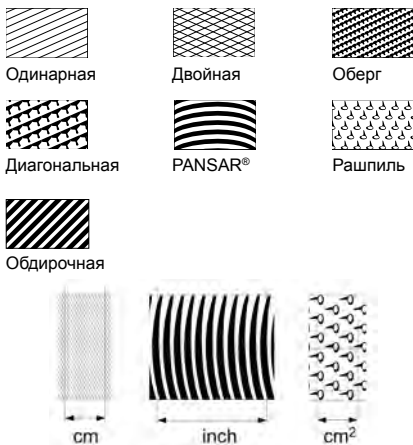 Одинарная Двойная Оберг
Диагональная PANSAR® Рашпиль
Обдирочная
cm inch cm²